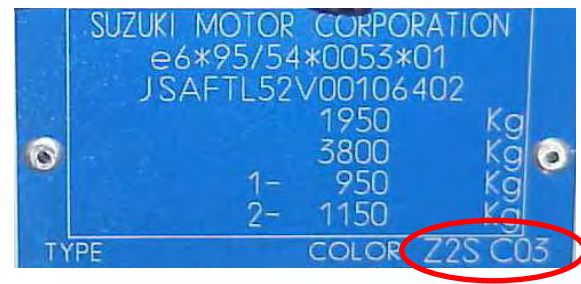 SUZUKI MOTOR CORPORATION
e6*95/54*0053*01
JSAFTL52V00106402
1950 Kg
3800 Kg
1- 950 Kg
2- 1150 Kg
TYPE COLOR Z2S C03